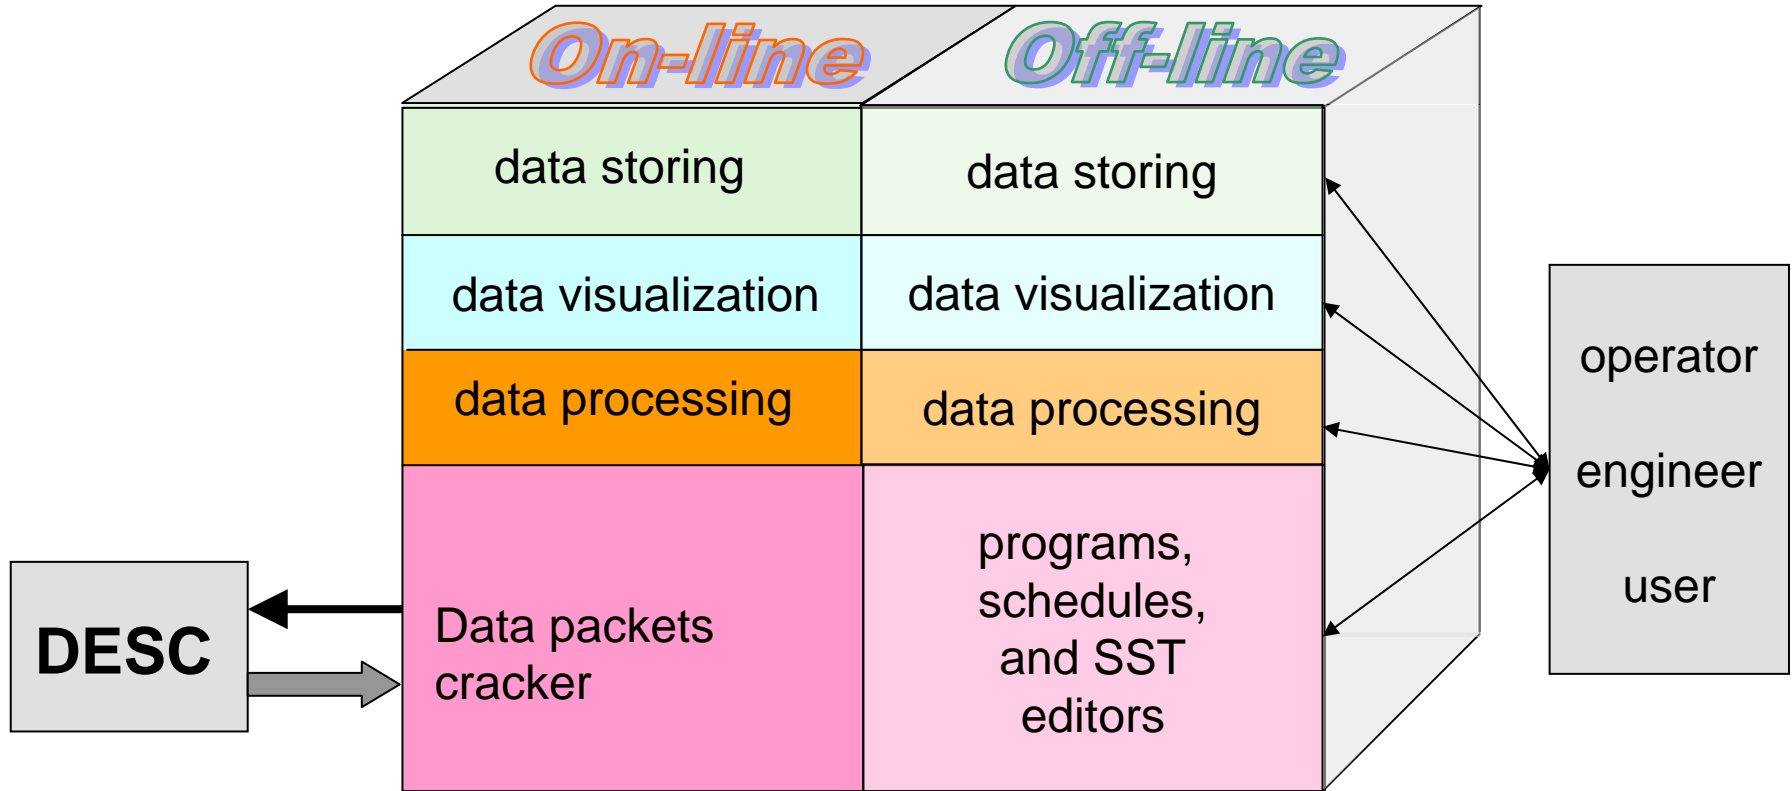 On-line
Off-line
data storing
data storing
data visualization
data visualization
data processing
data processing
Data packets
cracker
programs,
schedules,
and SST
editors
DESC
operator
engineer
user